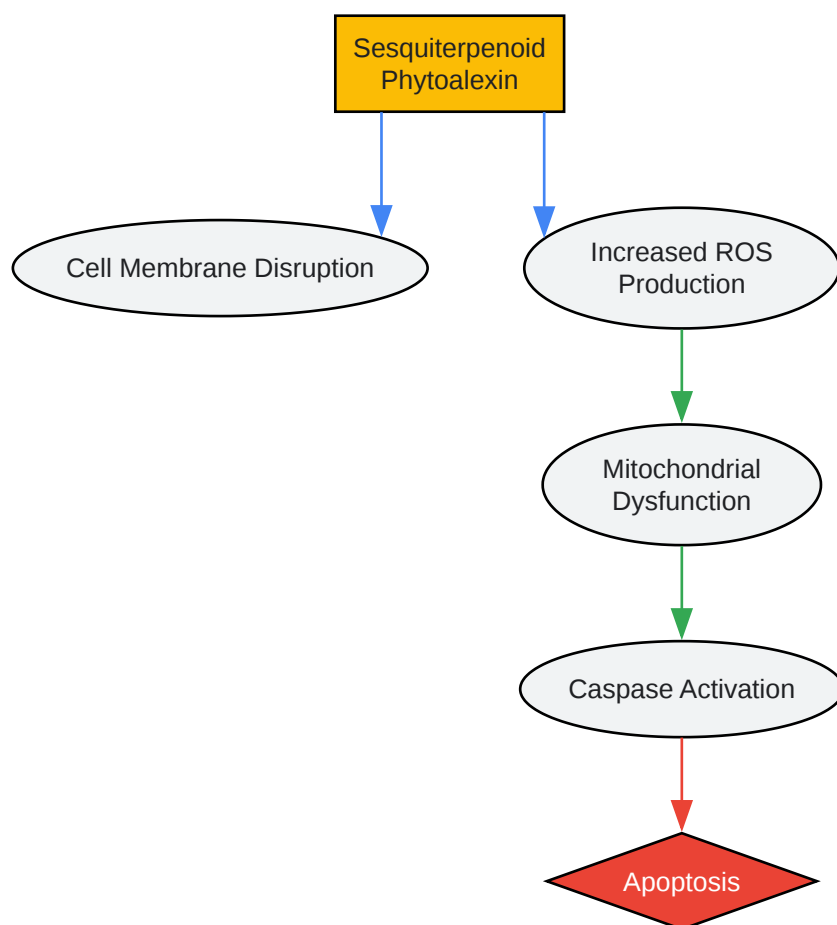 Sesquiterpenoid
Phytoalexin
Cell Membrane Disruption
Increased ROS
Production
Mitochondrial
Dysfunction
Caspase Activation
Apoptosis